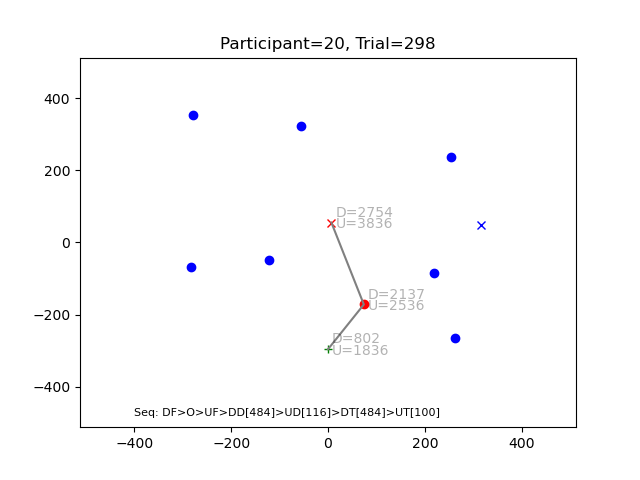 Participant=20, Trial=298
400
200
0
−200
−400
D=2754
U=3836
D=2137
U=2536
D=802
U=1836
Seq: DF>O>UF>DD[484]>UD[116]>DT[484]>UT[100]
−400 −200 0 200 400